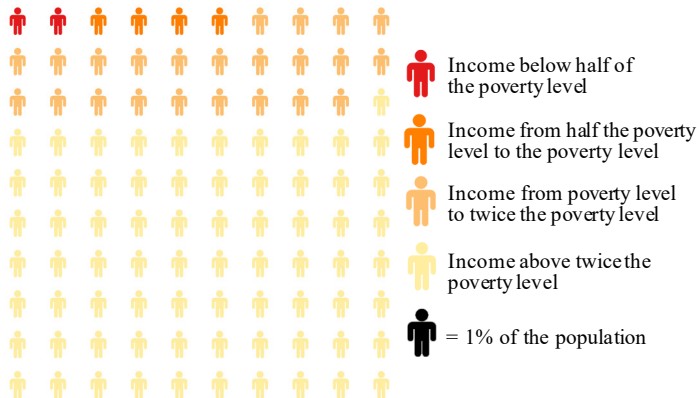 Income below half of
the poverty level
Income from half the poverty
level to the poverty level
Income from poverty level
to twice the poverty level
Income above twice the
poverty level
= 1% of the population